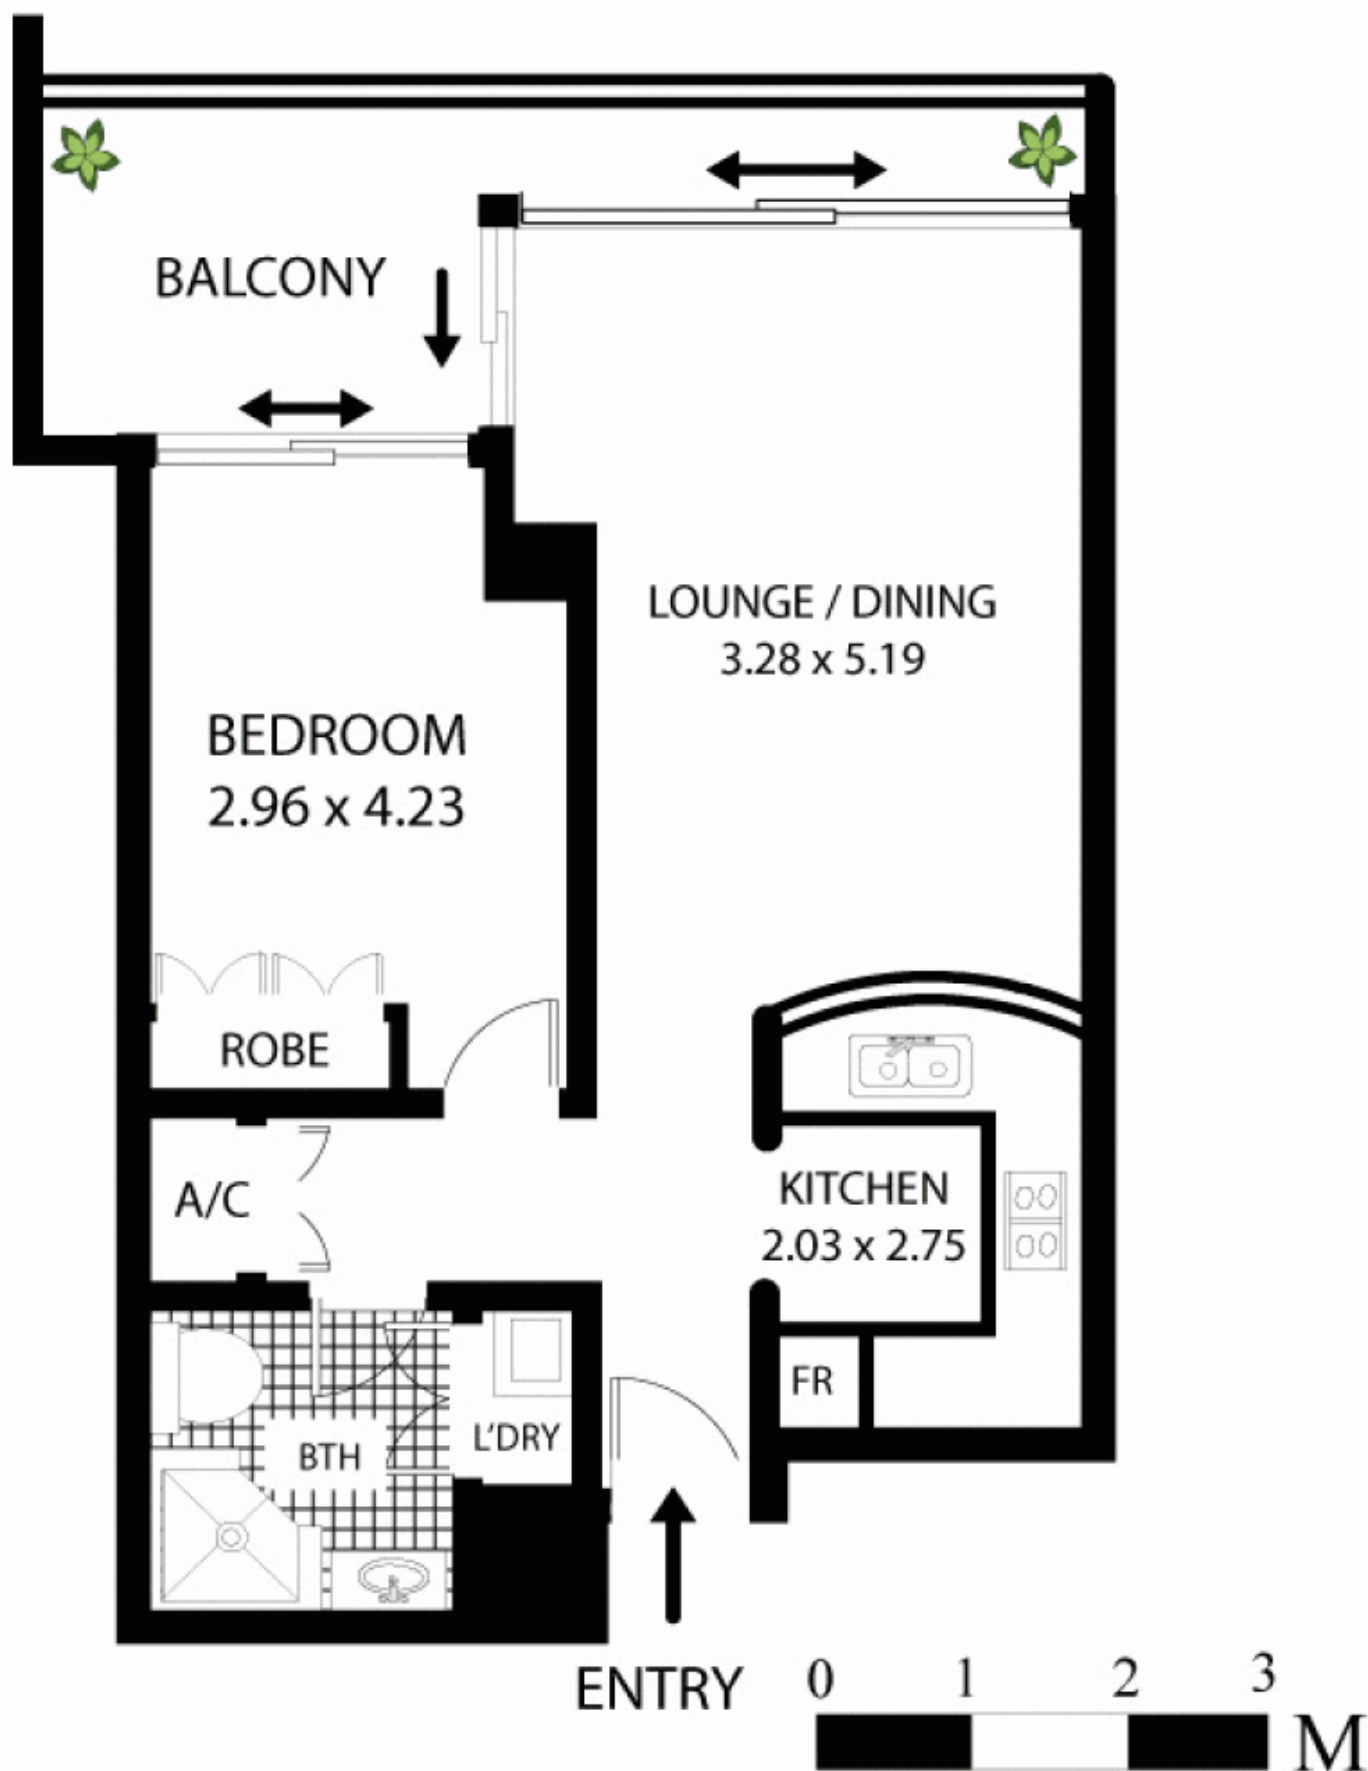 BALCONY
LOUNGE / DINING
3.28 x 5.19
BEDROOM
2.96 x 4.23
ROBE
A/C
KITCHEN
2.03 x 2.75
FR
L'DRY
BTH
ENTRY
0 1 2 3
M